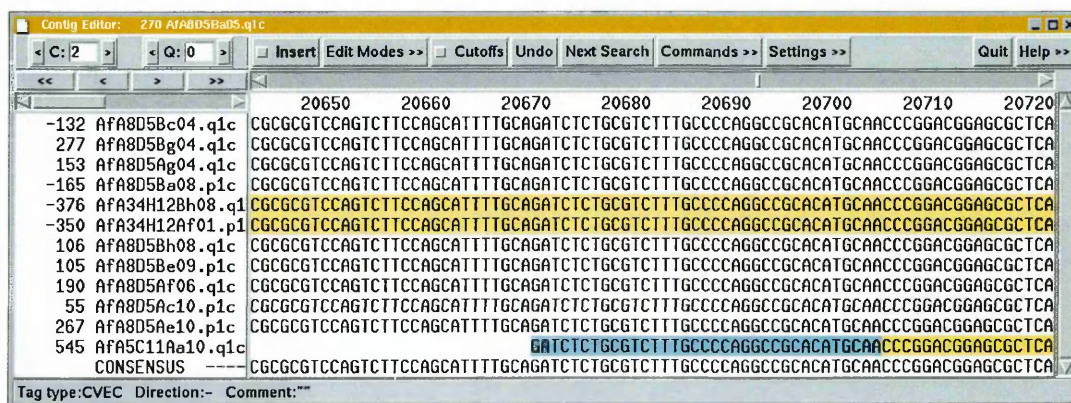 Contig Editor: 270 AfA8D5Ba05.q1c
< C: 2 > < Q: 0 > Insert Edit Modes >> Cutoffs Undo Next Search Commands >> Settings >> Quit Help >>
<< < > >>
20650 20660 20670 20680 20690 20700 20710 20720
-132 AfA8D5Bc04.q1c CGCGCGTCCAGTCTTCCAGCATTTTGCAGATCTCTGCGTCTTTGCCCCAGGCCGCACATGCAACCCGGACGGAGCGCTCA
277 AfA8D5Bg04.q1c CGCGCGTCCAGTCTTCCAGCATTTTGCAGATCTCTGCGTCTTTGCCCCAGGCCGCACATGCAACCCGGACGGAGCGCTCA
153 AfA8D5Ag04.q1c CGCGCGTCCAGTCTTCCAGCATTTTGCAGATCTCTGCGTCTTTGCCCCAGGCCGCACATGCAACCCGGACGGAGCGCTCA
-165 AfA8D5Ba08.p1c CGCGCGTCCAGTCTTCCAGCATTTTGCAGATCTCTGCGTCTTTGCCCCAGGCCGCACATGCAACCCGGACGGAGCGCTCA
-376 AfA34H12Bh08.q1 CGCGCGTCCAGTCTTCCAGCATTTTGCAGATCTCTGCGTCTTTGCCCCAGGCCGCACATGCAACCCGGACGGAGCGCTCA
-350 AfA34H12Af01.p1 CGCGCGTCCAGTCTTCCAGCATTTTGCAGATCTCTGCGTCTTTGCCCCAGGCCGCACATGCAACCCGGACGGAGCGCTCA
106 AfA8D5Bh08.q1c CGCGCGTCCAGTCTTCCAGCATTTTGCAGATCTCTGCGTCTTTGCCCCAGGCCGCACATGCAACCCGGACGGAGCGCTCA
105 AfA8D5Be09.p1c CGCGCGTCCAGTCTTCCAGCATTTTGCAGATCTCTGCGTCTTTGCCCCAGGCCGCACATGCAACCCGGACGGAGCGCTCA
190 AfA8D5Af06.q1c CGCGCGTCCAGTCTTCCAGCATTTTGCAGATCTCTGCGTCTTTGCCCCAGGCCGCACATGCAACCCGGACGGAGCGCTCA
55 AfA8D5Ac10.p1c CGCGCGTCCAGTCTTCCAGCATTTTGCAGATCTCTGCGTCTTTGCCCCAGGCCGCACATGCAACCCGGACGGAGCGCTCA
267 AfA8D5Ae10.p1c CGCGCGTCCAGTCTTCCAGCATTTTGCAGATCTCTGCGTCTTTGCCCCAGGCCGCACATGCAACCCGGACGGAGCGCTCA
545 AfA5C11Aa10.q1c GATCTCTGCGTCTTTGCCCCAGGCCGCACATGCAACCCGGACGGAGCGCTCA
CONSENSUS ---- CGCGCGTCCAGTCTTCCAGCATTTTGCAGATCTCTGCGTCTTTGCCCCAGGCCGCACATGCAACCCGGACGGAGCGCTCA
Tag type:CVEC Direction:- Comment:""